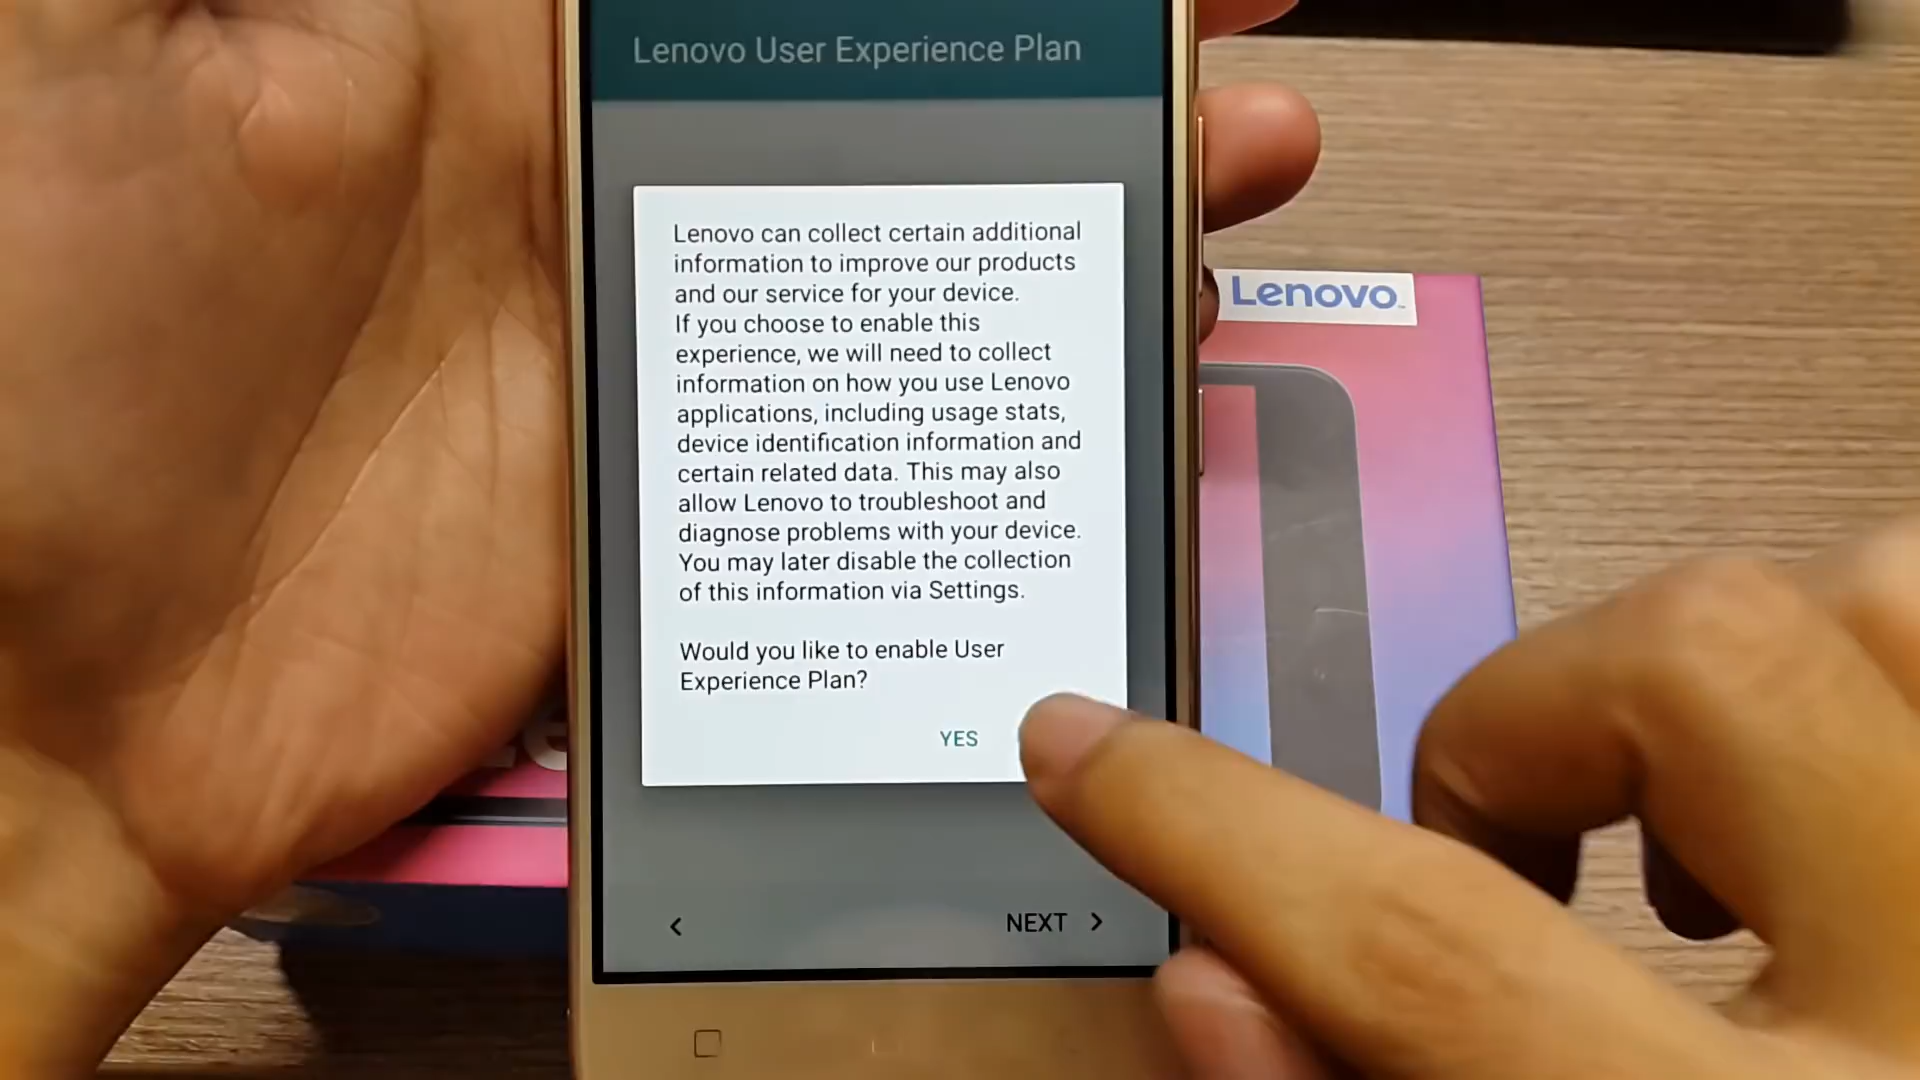 Lenovo User Experience Plan
Lenovo can collect certain additional
information to improve our products
and our service for your device.
If you choose to enable this
experience, we will need to collect
information on how you use Lenovo
applications, including usage stats,
device identification information and
certain related data. This may also
allow Lenovo to troubleshoot and
diagnose problems with your device.
You may later disable the collection
of this information via Settings.
Would you like to enable User
Experience Plan?
YES
NEXT
Lenovo